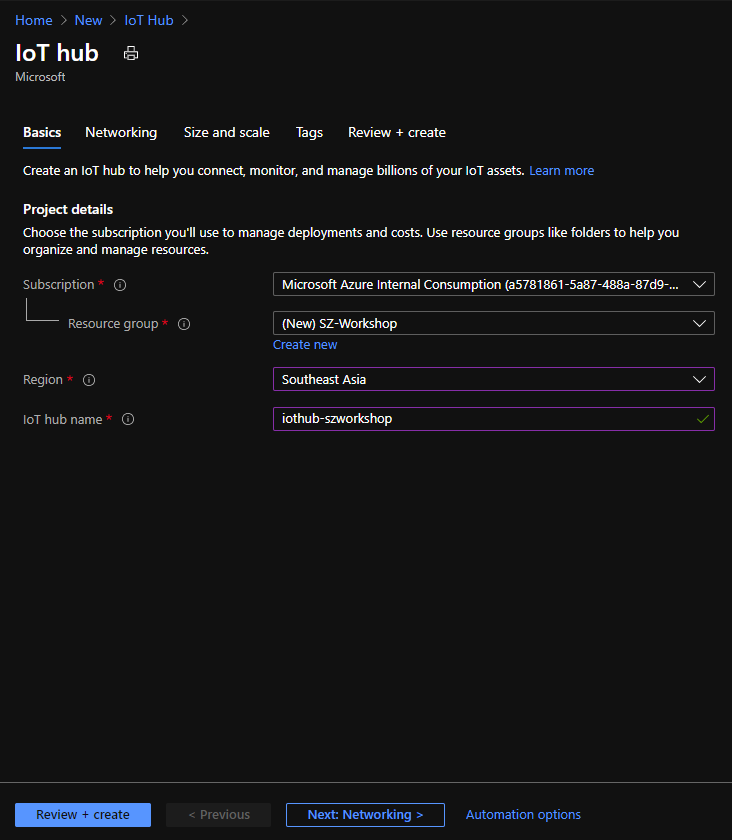 Home > New > IoT Hub >
IoT hub
Microsoft
Basics Networking Size and scale Tags Review + create
Create an IoT hub to help you connect, monitor, and manage billions of your IoT assets. Learn more
Project details
Choose the subscription you'll use to manage deployments and costs. Use resource groups like folders to help you
organize and manage resources.
Subscription * Microsoft Azure Internal Consumption (a5781861-5a87-488a-87d9-...
Resource group * (New) SZ-Workshop
Create new
Region * Southeast Asia
IoT hub name * iothub-szworkshop
Review + create < Previous Next: Networking > Automation options